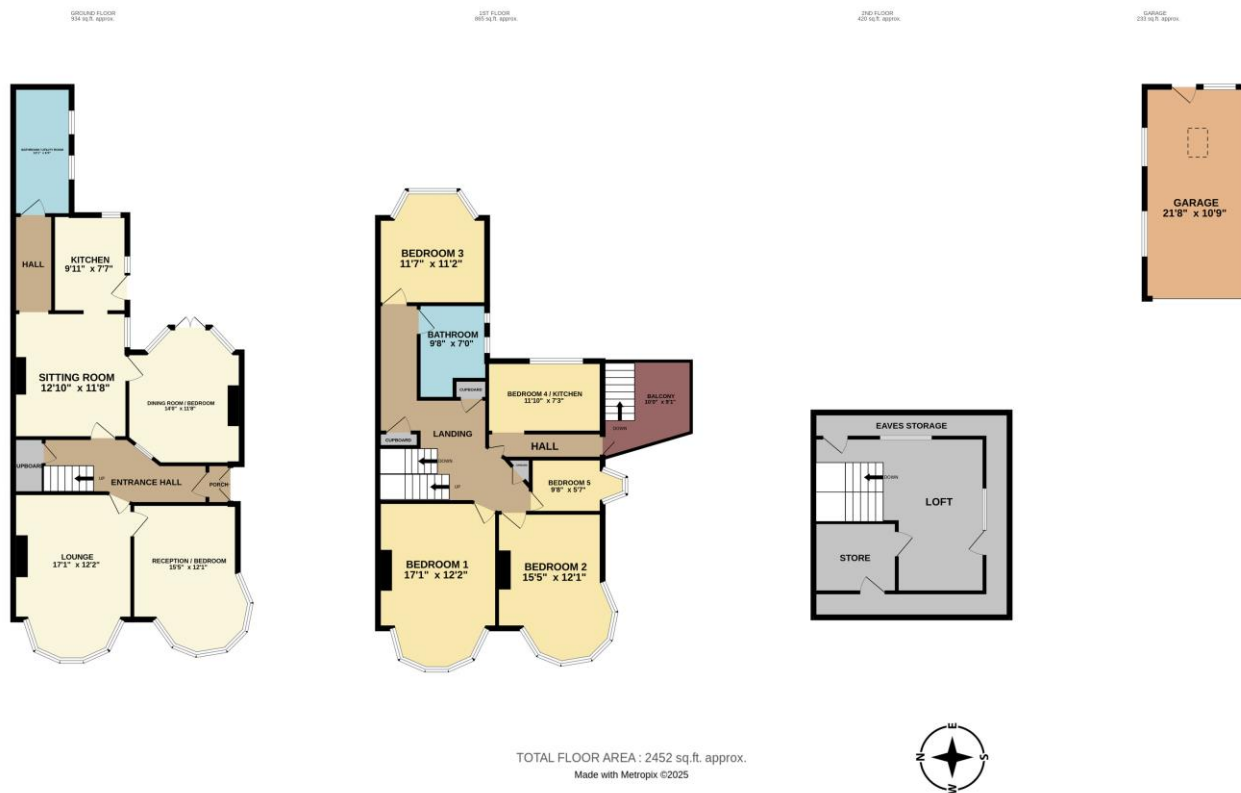 GROUND FLOOR
934 sq.ft. approx.
1ST FLOOR
865 sq.ft. approx.
2ND FLOOR
420 sq.ft. approx.
GARAGE
233 sq.ft. approx.
BATHROOM / UTILITY ROOM
HALL
KITCHEN
9'11" x 7'7"
SITTING ROOM
12'10" x 11'8"
DINING ROOM / BEDROOM
14'0" x 11'9"
UPBOARD
UP
ENTRANCE HALL
PORCH
LOUNGE
17'1" x 12'2"
RECEPTION / BEDROOM
15'5" x 12'1"
BEDROOM 3
11'7" x 11'2"
BATHROOM
9'8" x 7'0"
CUPBOARD
BEDROOM 4 / KITCHEN
11'10" x 7'3"
BALCONY
10'0" x 9'1"
DOWN
CUPBOARD
LANDING
HALL
DOWN
UP
BEDROOM 5
9'8" x 5'7"
BEDROOM 1
17'1" x 12'2"
BEDROOM 2
15'5" x 12'1"
EAVES STORAGE
DOWN
LOFT
STORE
GARAGE
21'8" x 10'9"
TOTAL FLOOR AREA : 2452 sq.ft. approx.
Made with Metropix ©2025
N
E
S
W